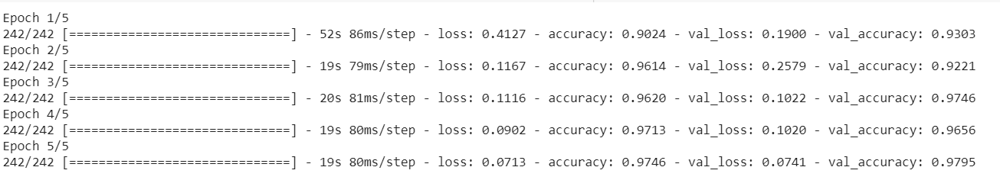 Epoch 1/5
242/242 [==============================] - 52s 86ms/step - loss: 0.4127 - accuracy: 0.9024 - val_loss: 0.1900 - val_accuracy: 0.9303
Epoch 2/5
242/242 [==============================] - 19s 79ms/step - loss: 0.1167 - accuracy: 0.9614 - val_loss: 0.2579 - val_accuracy: 0.9221
Epoch 3/5
242/242 [==============================] - 20s 81ms/step - loss: 0.1116 - accuracy: 0.9620 - val_loss: 0.1022 - val_accuracy: 0.9746
Epoch 4/5
242/242 [==============================] - 19s 80ms/step - loss: 0.0902 - accuracy: 0.9713 - val_loss: 0.1020 - val_accuracy: 0.9656
Epoch 5/5
242/242 [==============================] - 19s 80ms/step - loss: 0.0713 - accuracy: 0.9746 - val_loss: 0.0741 - val_accuracy: 0.9795